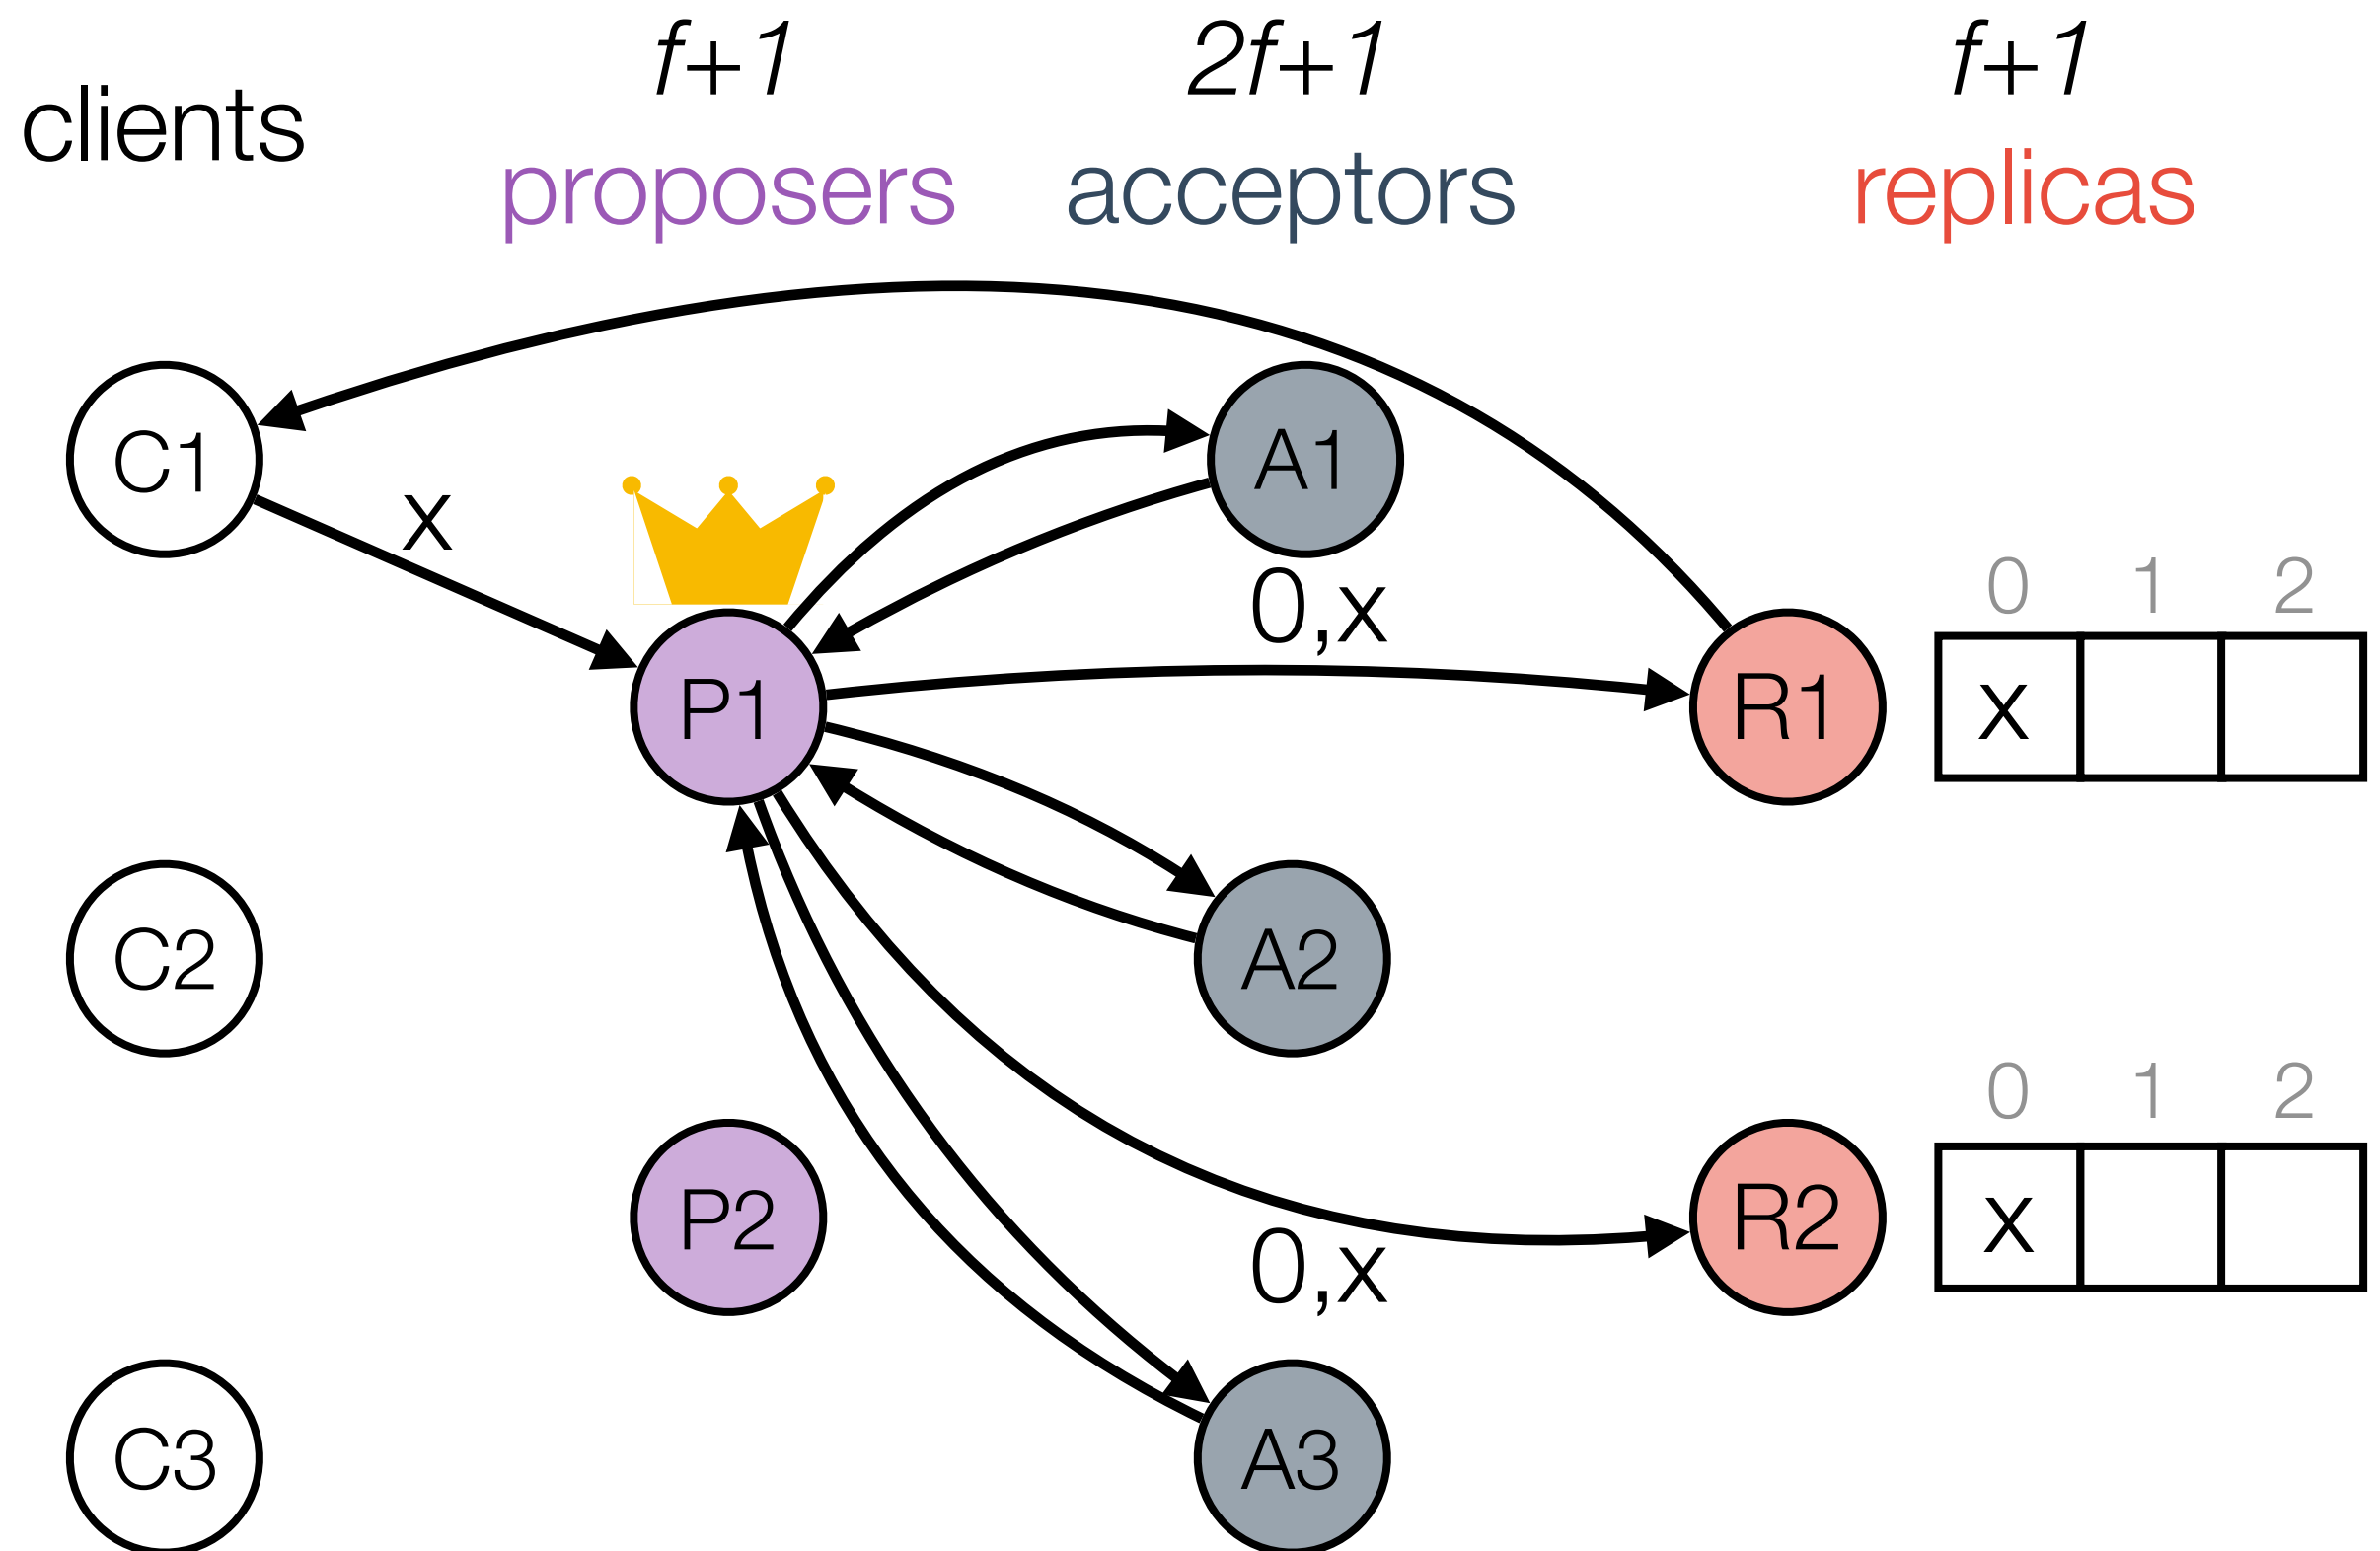 f+1
2f+1
f+1
clients
proposers
acceptors
replicas
C1
A1
x
0
1
2
0,x
P1
R1
x
C2
A2
0
1
2
P2
R2
x
0,x
C3
A3